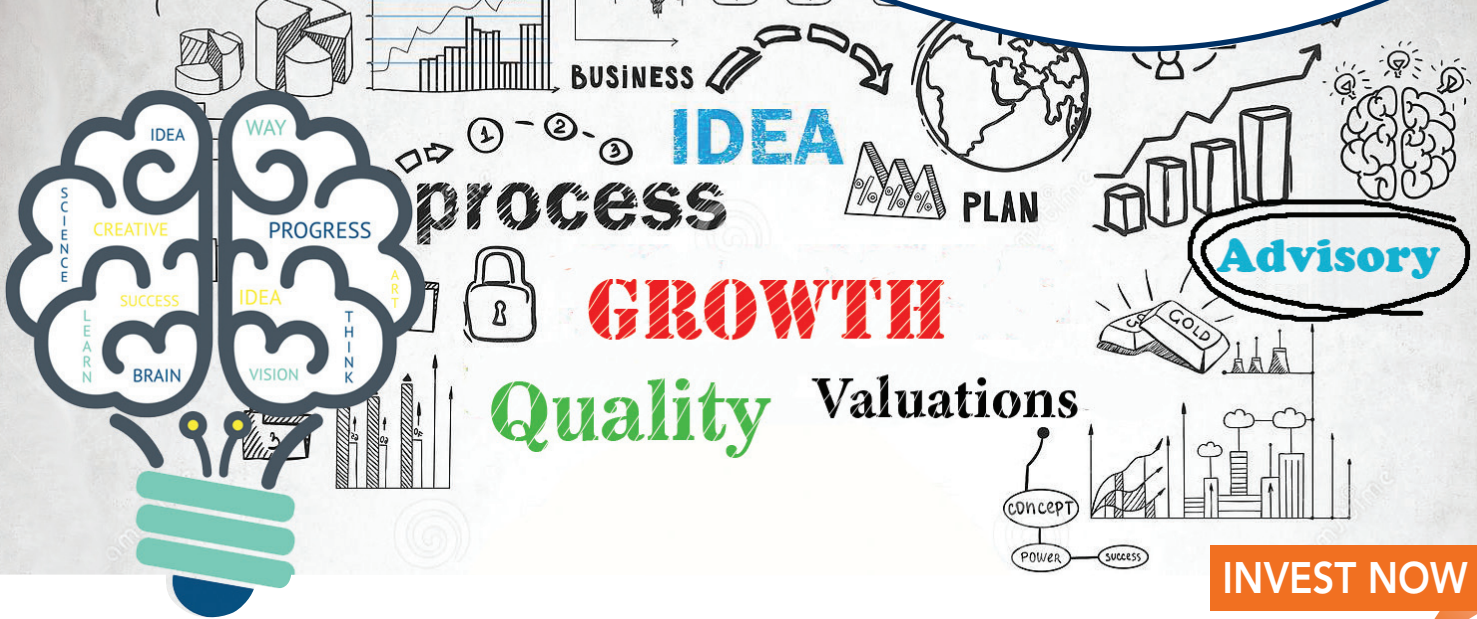 BUSINESS
IDEA
1 2 3
process
PLAN
Advisory
GOLD
GROWTH
Quality
Valuations
IDEA
WAY
SCIENCE
CREATIVE
PROGRESS
ART
SUCCESS
IDEA
LEARN
THINK
BRAIN
VISION
3
% % %
CONCEPT
POWER
SUCCESS
INVEST NOW